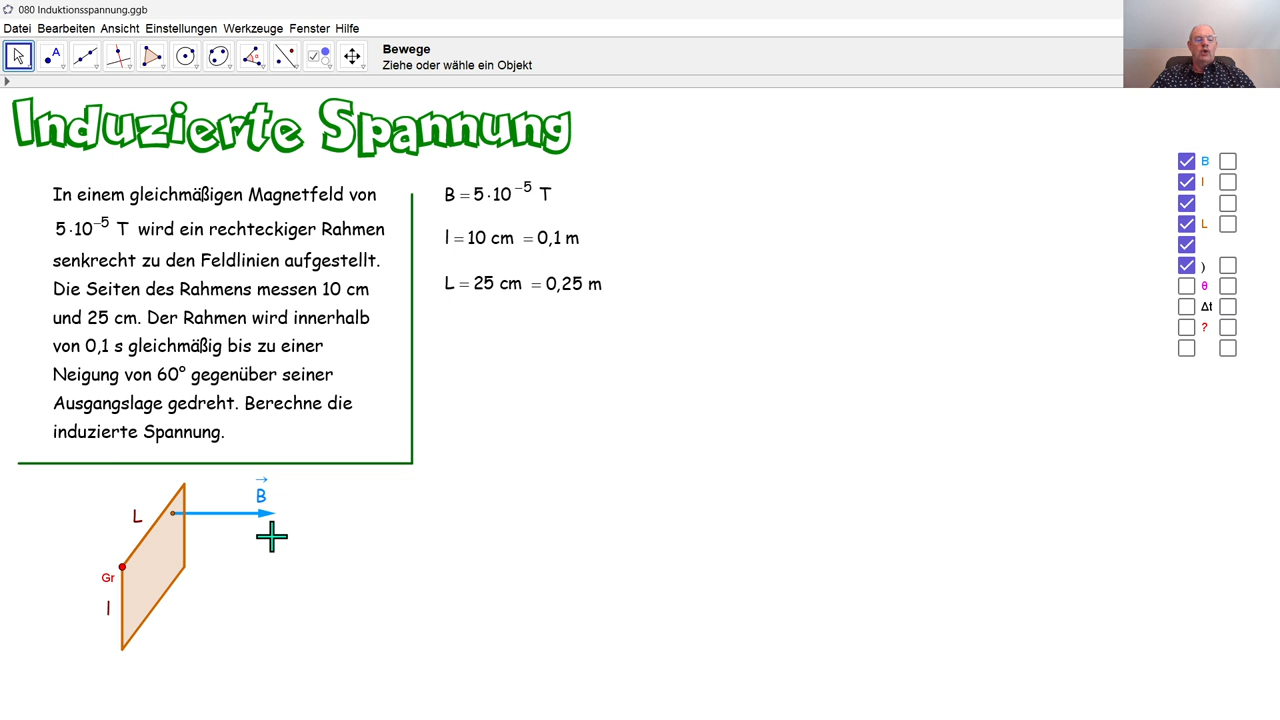 080 Induktionsspannung.ggb
Datei Bearbeiten Ansicht Einstellungen Werkzeuge Fenster Hilfe
A
Bewege
Ziehe oder wähle ein Objekt
Induzierte Spannung
In einem gleichmäßigen Magnetfeld von
5·10⁻⁵ T wird ein rechteckiger Rahmen
senkrecht zu den Feldlinien aufgestellt.
Die Seiten des Rahmens messen 10 cm
und 25 cm. Der Rahmen wird innerhalb
von 0,1 s gleichmäßig bis zu einer
Neigung von 60° gegenüber seiner
Ausgangslage gedreht. Berechne die
induzierte Spannung.
B = 5·10⁻⁵ T
l = 10 cm = 0,1 m
L = 25 cm = 0,25 m
B
l
L
)
θ
Δt
?
B
L
Gr
l